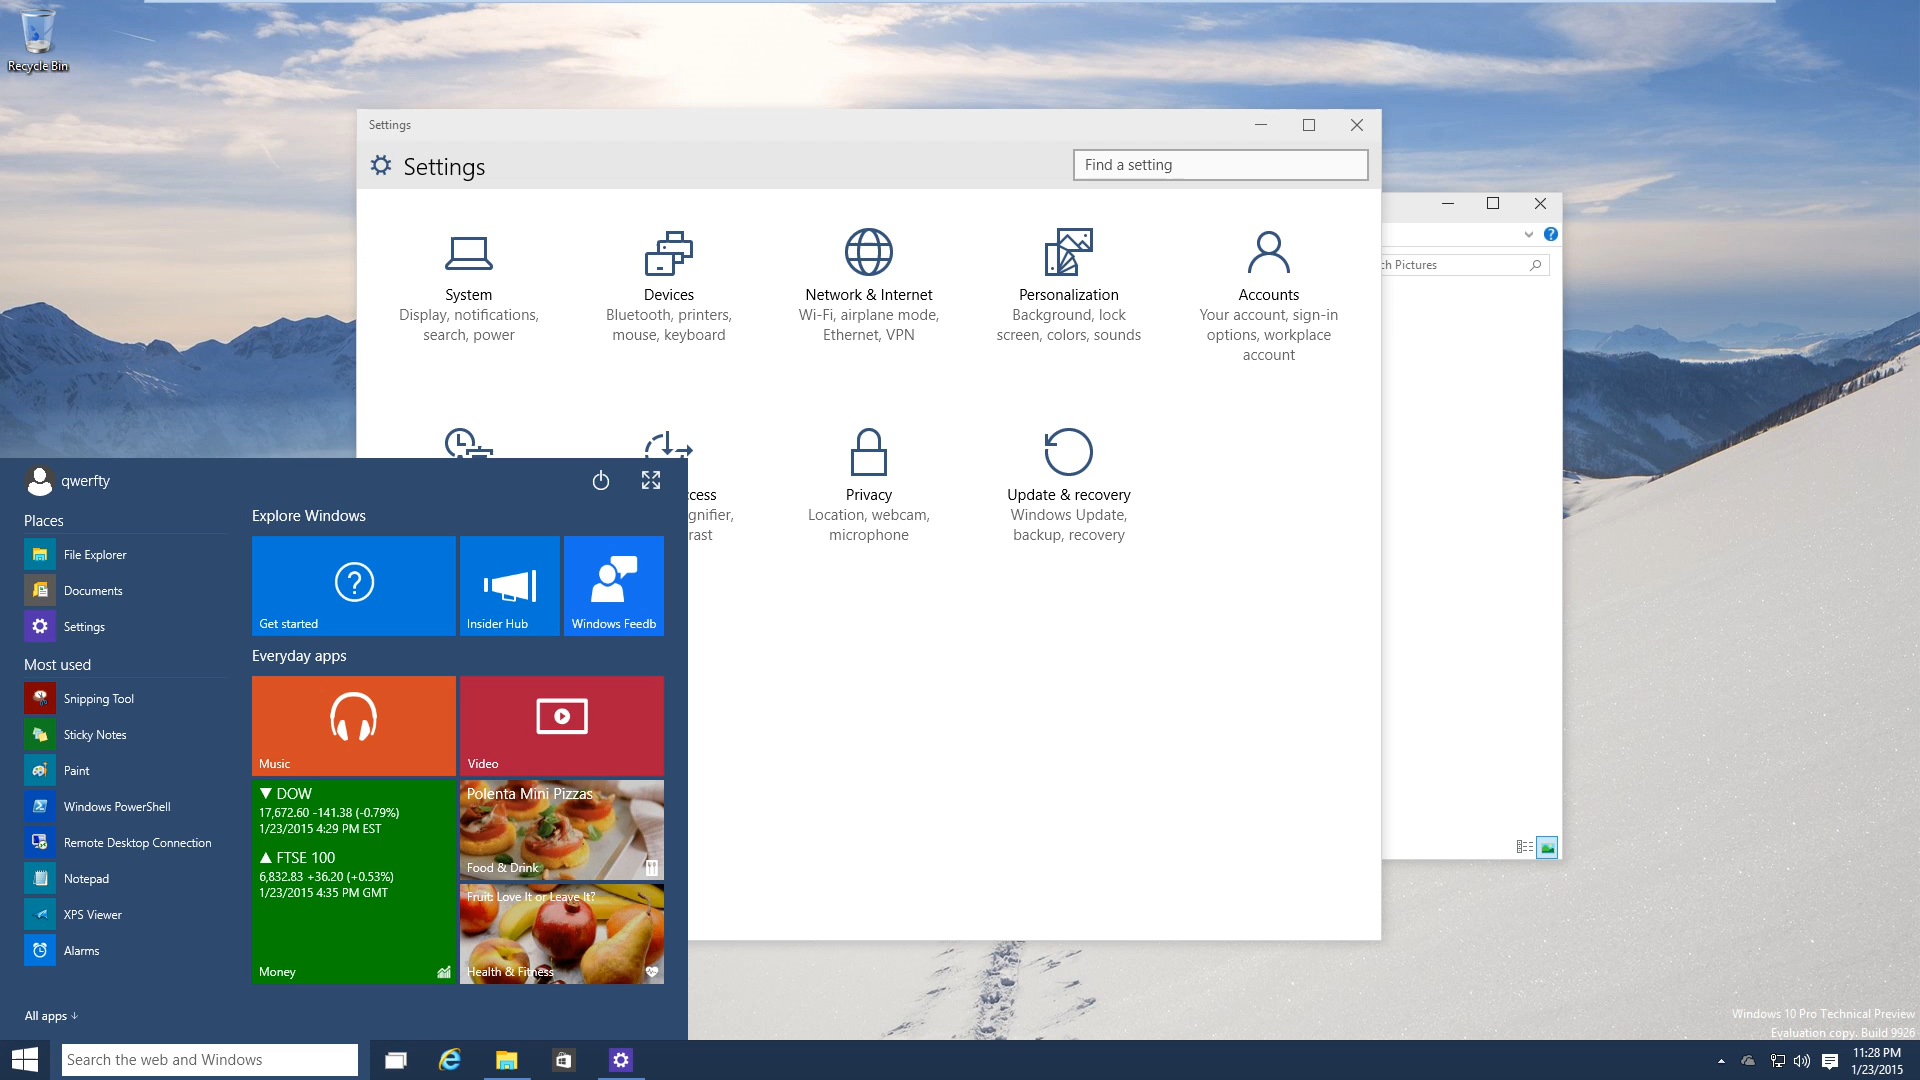 Recycle Bin
Settings
Settings
Find a setting
System
Display, notifications,
search, power
Devices
Bluetooth, printers,
mouse, keyboard
Network & Internet
Wi-Fi, airplane mode,
Ethernet, VPN
Personalization
Background, lock
screen, colors, sounds
Accounts
Your account, sign-in
options, workplace
account
Pictures
Privacy
Location, webcam,
microphone
Update & recovery
Windows Update,
backup, recovery
qwerfty
Places
File Explorer
Documents
Settings
Most used
Snipping Tool
Sticky Notes
Paint
Windows PowerShell
Remote Desktop Connection
Notepad
XPS Viewer
Alarms
All apps
Explore Windows
Get started
Insider Hub
Windows Feedb
Everyday apps
Music
Video
▼ DOW
17,672.60 -141.38 (-0.79%)
1/23/2015 4:29 PM EST
▲ FTSE 100
6,832.83 +36.20 (+0.53%)
1/23/2015 4:35 PM GMT
Money
Polenta Mini Pizzas
Food & Drink
Fruit: Love It or Leave It?
Health & Fitness
Windows 10 Pro Technical Preview
Evaluation copy. Build 9926
Search the web and Windows
11:28 PM
1/23/2015